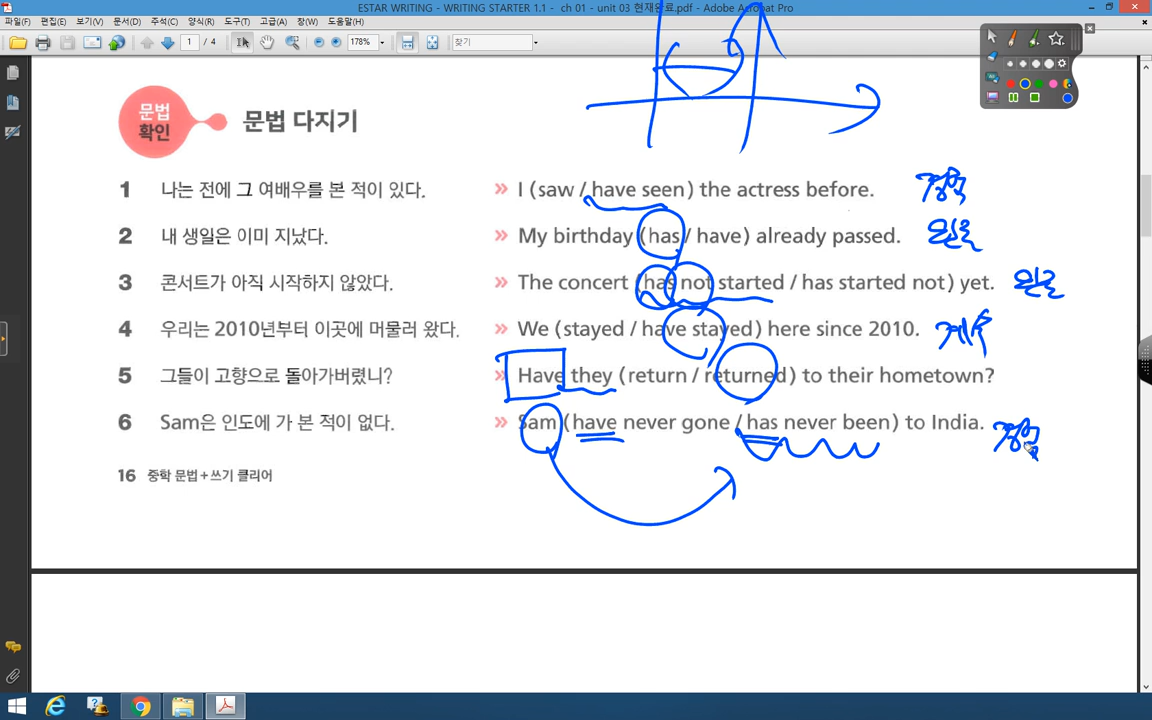 ESTAR WRITING - WRITING STARTER 1.1 - ch 01 - unit 03 현재완료.pdf - Adobe Acrobat Pro
파일(F) 편집(E) 보기(V) 문서(D) 주석(C) 양식(R) 도구(T) 고급(A) 창(W) 도움말(H)
1 / 4 178% 찾기
문법 확인 문법 다지기
1 나는 전에 그 여배우를 본 적이 있다. » I (saw / have seen) the actress before. 경험
2 내 생일은 이미 지났다. » My birthday (has / have) already passed. 완료
3 콘서트가 아직 시작하지 않았다. » The concert (has not started / has started not) yet. 완료
4 우리는 2010년부터 이곳에 머물러 왔다. » We (stayed / have stayed) here since 2010. 계속
5 그들이 고향으로 돌아가버렸니? » Have they (return / returned) to their hometown?
6 Sam은 인도에 가 본 적이 없다. » Sam (have never gone / has never been) to India. 경험
16 중학 문법+쓰기 클리어